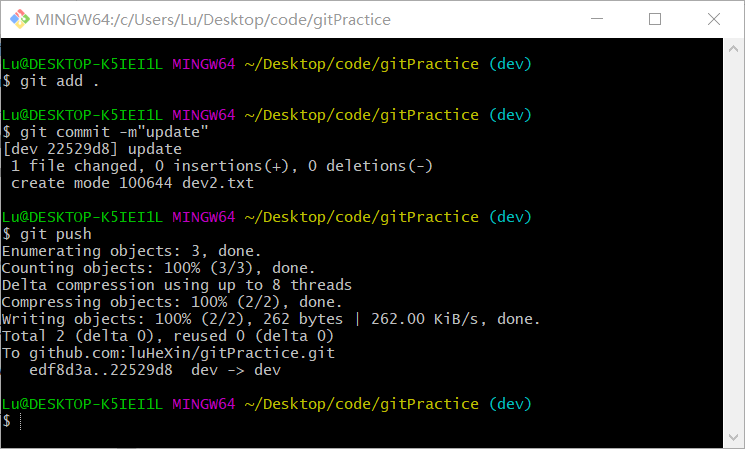 MINGW64:/c/Users/Lu/Desktop/code/gitPractice
Lu@DESKTOP-K5IEI1L MINGW64 ~/Desktop/code/gitPractice (dev)
$ git add .
Lu@DESKTOP-K5IEI1L MINGW64 ~/Desktop/code/gitPractice (dev)
$ git commit -m"update"
[dev 22529d8] update
 1 file changed, 0 insertions(+), 0 deletions(-)
 create mode 100644 dev2.txt
Lu@DESKTOP-K5IEI1L MINGW64 ~/Desktop/code/gitPractice (dev)
$ git push
Enumerating objects: 3, done.
Counting objects: 100% (3/3), done.
Delta compression using up to 8 threads
Compressing objects: 100% (2/2), done.
Writing objects: 100% (2/2), 262 bytes | 262.00 KiB/s, done.
Total 2 (delta 0), reused 0 (delta 0)
To github.com:luHeXin/gitPractice.git
   edf8d3a..22529d8  dev -> dev
Lu@DESKTOP-K5IEI1L MINGW64 ~/Desktop/code/gitPractice (dev)
$